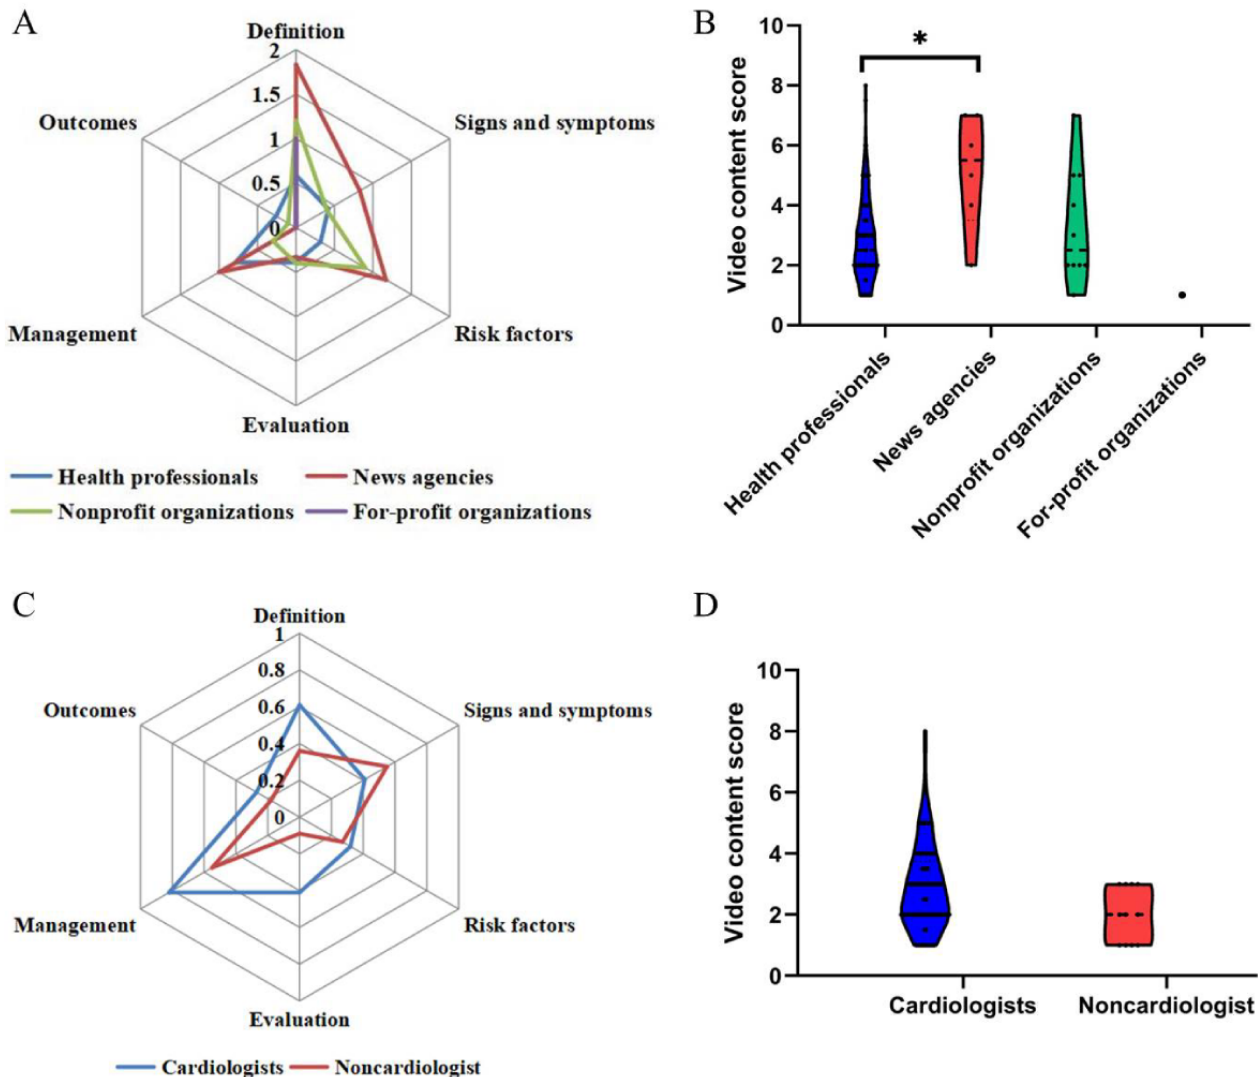 A
Definition
2
1.5
1
0.5
0
Outcomes
Signs and symptoms
Management
Risk factors
Evaluation
Health professionals
News agencies
Nonprofit organizations
For-profit organizations
B
*
Video content score
10
8
6
4
2
0
Health professionals
News agencies
Nonprofit organizations
For-profit organizations
C
Definition
1
0.8
0.6
0.4
0.2
0
Outcomes
Signs and symptoms
Management
Risk factors
Evaluation
Cardiologists
Noncardiologist
D
Video content score
10
8
6
4
2
0
Cardiologists
Noncardiologist